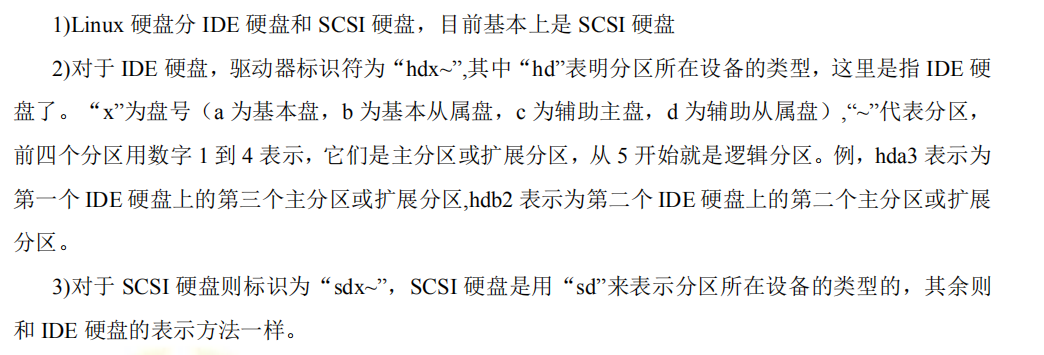 1)Linux 硬盘分 IDE 硬盘和 SCSI 硬盘，目前基本上是 SCSI 硬盘
2)对于 IDE 硬盘，驱动器标识符为“hdx~”,其中“hd”表明分区所在设备的类型，这里是指 IDE 硬
盘了。“x”为盘号（a 为基本盘，b 为基本从属盘，c 为辅助主盘，d 为辅助从属盘）,“~”代表分区，
前四个分区用数字 1 到 4 表示，它们是主分区或扩展分区，从 5 开始就是逻辑分区。例，hda3 表示为
第一个 IDE 硬盘上的第三个主分区或扩展分区,hdb2 表示为第二个 IDE 硬盘上的第二个主分区或扩展
分区。
3)对于 SCSI 硬盘则标识为“sdx~”，SCSI 硬盘是用“sd”来表示分区所在设备的类型的，其余则
和 IDE 硬盘的表示方法一样。